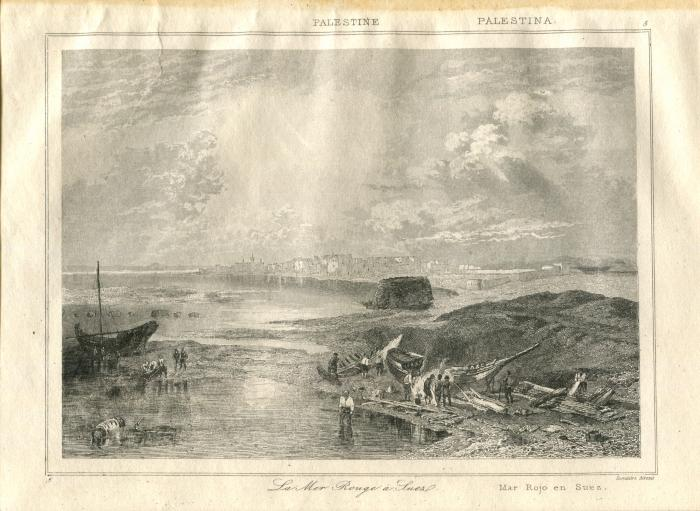 PALESTINE PALESTINA. 5
La Mer Rouge à Suez. Mar Rojo en Suez.